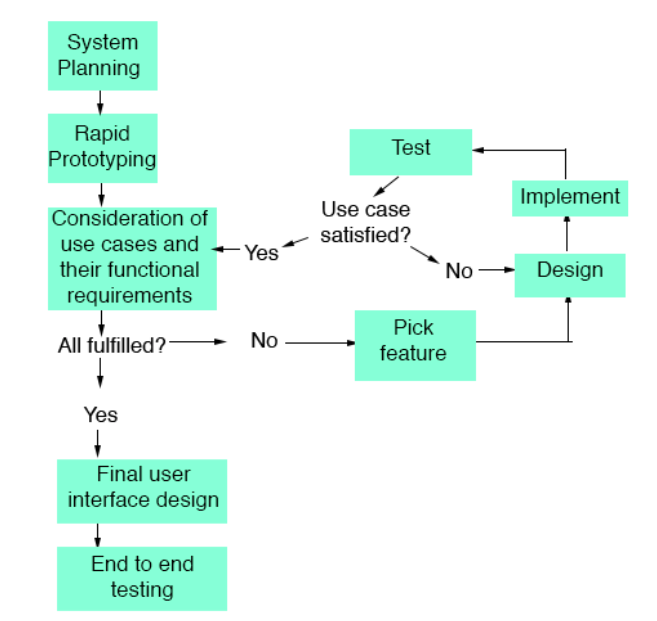 System
Planning
Rapid
Prototyping
Consideration of
use cases and
their functional
requirements
All fulfilled?
Yes
Final user
interface design
End to end
testing
No
Pick
feature
Design
Implement
Test
Use case
satisfied?
Yes
No